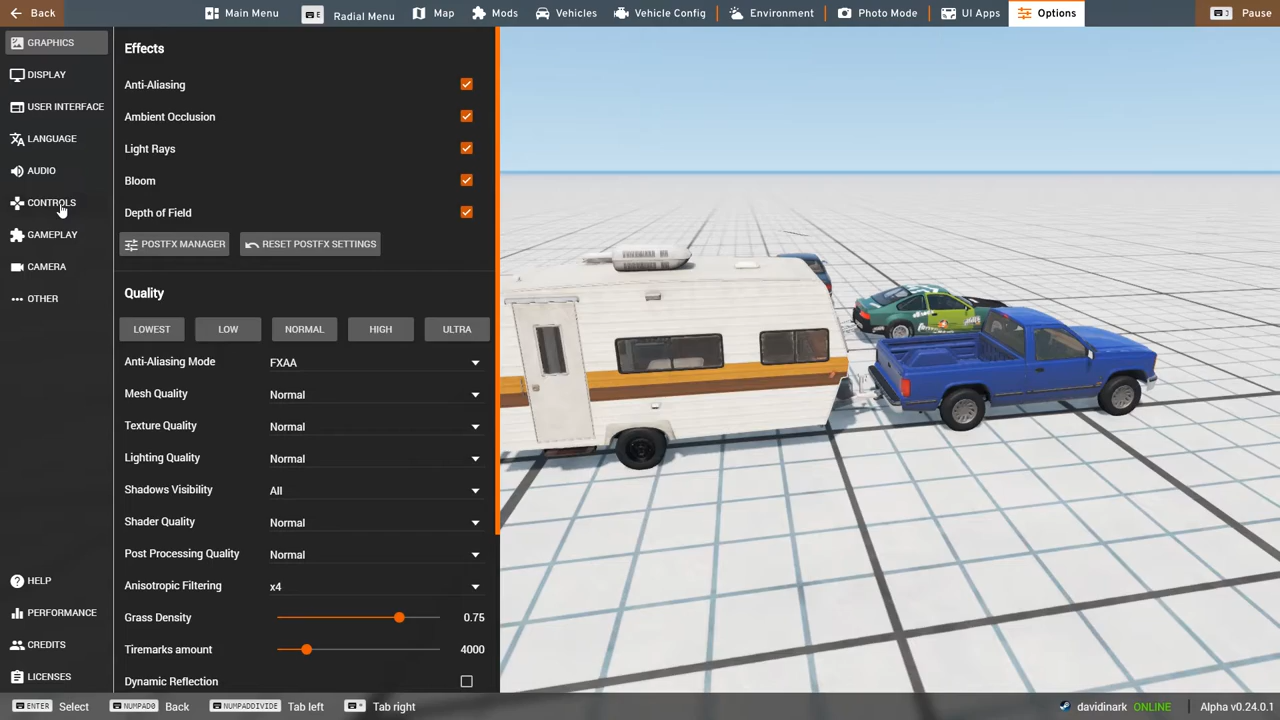 Back
Main Menu
E Radial Menu
Map
Mods
Vehicles
Vehicle Config
Environment
Photo Mode
UI Apps
Options
J Pause
GRAPHICS
DISPLAY
USER INTERFACE
LANGUAGE
AUDIO
CONTROLS
GAMEPLAY
CAMERA
OTHER
HELP
PERFORMANCE
CREDITS
LICENSES
Effects
Anti-Aliasing
Ambient Occlusion
Light Rays
Bloom
Depth of Field
POSTFX MANAGER RESET POSTFX SETTINGS
Quality
LOWEST LOW NORMAL HIGH ULTRA
Anti-Aliasing Mode FXAA
Mesh Quality Normal
Texture Quality Normal
Lighting Quality Normal
Shadows Visibility All
Shader Quality Normal
Post Processing Quality Normal
Anisotropic Filtering x4
Grass Density 0.75
Tiremarks amount 4000
Dynamic Reflection
ENTER Select NUMPAD0 Back NUMPADDIVIDE Tab left Tab right
davidinark ONLINE Alpha v0.24.0.1